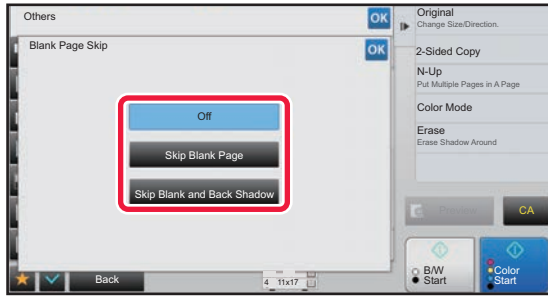 Others
OK
Blank Page Skip
OK
Off
Skip Blank Page
Skip Blank and Back Shadow
Back
4 11x17
Original
Change Size/Direction.
2-Sided Copy
N-Up
Put Multiple Pages in A Page
Color Mode
Erase
Erase Shadow Around
Preview
CA
B/W
Start
Color
Start